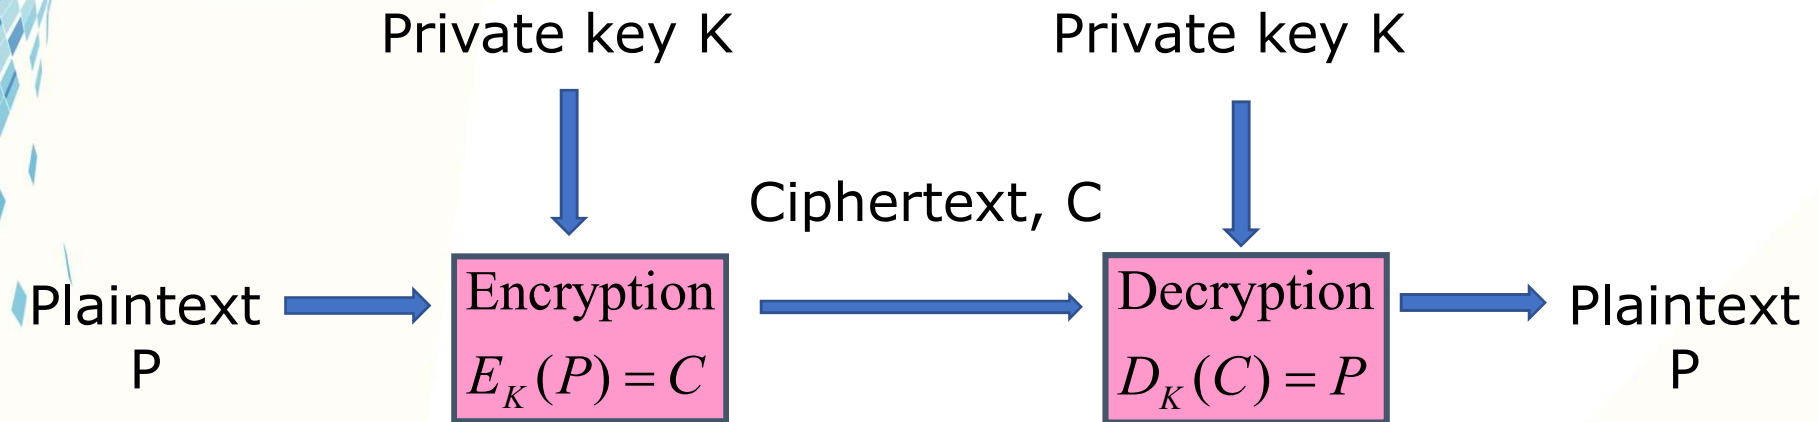 Private key K
Private key K
Ciphertext, C
Plaintext
P
Encryption
E_K(P) = C
Decryption
D_K(C) = P
Plaintext
P